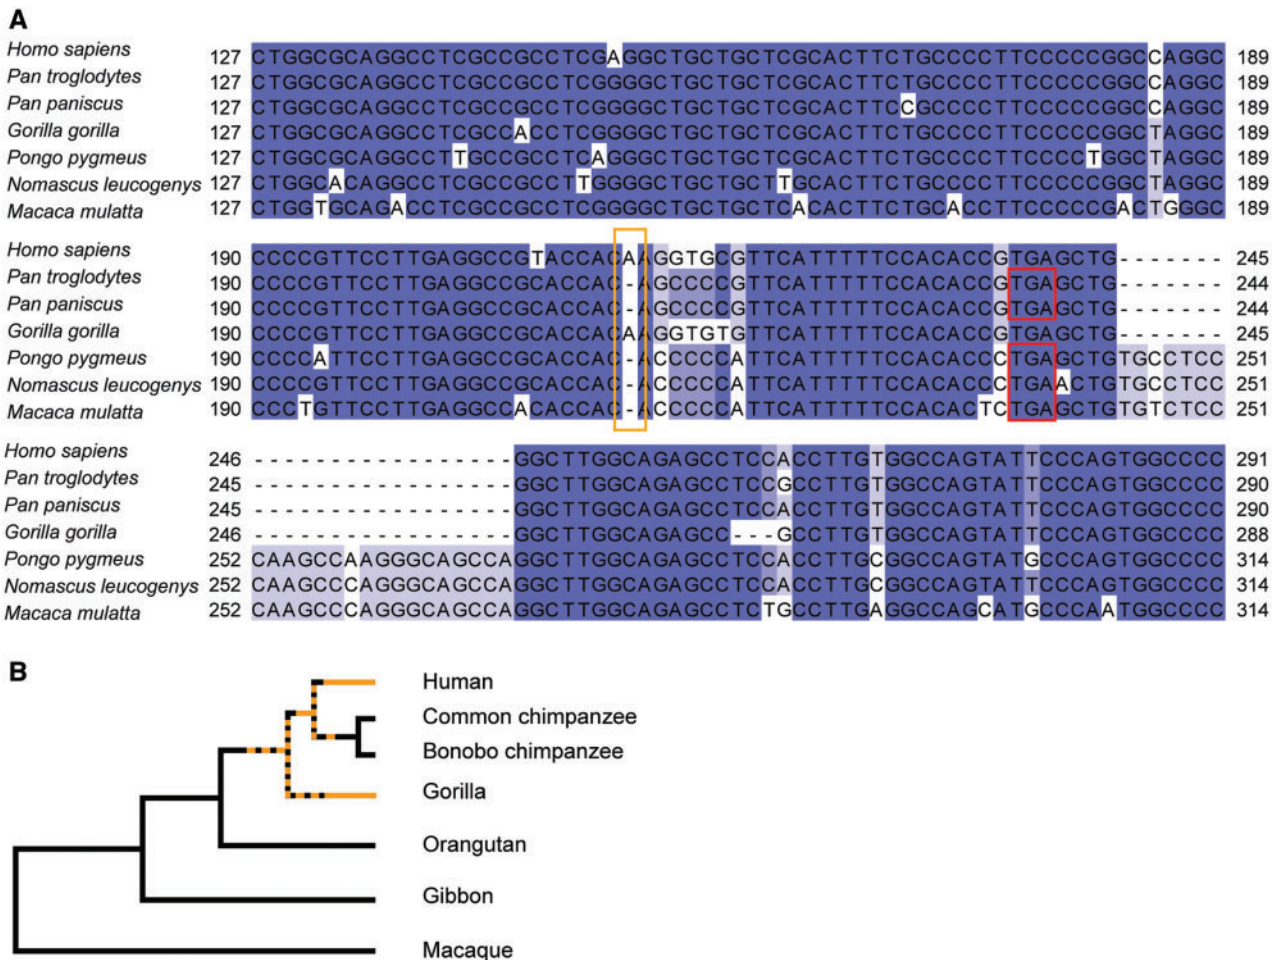 A
Homo sapiens 127 CTGGCGCAGGCCTCGCCGCCTCGAGGCTGCTGCTCGCACTTCTGCCCCTTCCCCCGGCCAGGC 189
Pan troglodytes 127 CTGGCGCAGGCCTCGCCGCCTCGGGGCTGCTGCTCGCACTTCTGCCCCTTCCCCCGGCCAGGC 189
Pan paniscus 127 CTGGCGCAGGCCTCGCCGCCTCGGGGCTGCTGCTCGCACTTCCGCCCCTTCCCCCGGCCAGGC 189
Gorilla gorilla 127 CTGGCGCAGGCCTCGCCACCTCGGGGCTGCTGCTCGCACTTCTGCCCCTTCCCCCGGCTAGGC 189
Pongo pygmeus 127 CTGGCGCAGGCCTTGCCGCCTCAGGGCTGCTGCTCGCACTTCTGCCCCTTCCCCTGGCTAGGC 189
Nomascus leucogenys 127 CTGGCACAGGCCTCGCCGCCTTGGGGCTGCTGCTTGCACTTCTGCCCCTTCCCCCGGCTAGGC 189
Macaca mulatta 127 CTGGTGCAGACCTCGCCGCCTCGGGGCTGCTGCTCACACTTCTGCACCTTCCCCCGACTGGGC 189
Homo sapiens 190 CCCCGTTCCTTGAGGCCGTACCACAAGGTGCGTTCATTTTTCCACACCGTGAGCTG------- 245
Pan troglodytes 190 CCCCGTTCCTTGAGGCCGCACCAC-AGCCCCGTTCATTTTTCCACACCGTGAGCTG------- 244
Pan paniscus 190 CCCCGTTCCTTGAGGCCGCACCAC-AGCCCCGTTCATTTTTCCACACCGTGAGCTG------- 244
Gorilla gorilla 190 CCCCGTTCCTTGAGGCCGCACCACAAGGTGTGTTCATTTTTCCACACCGTGAGCTG------- 245
Pongo pygmeus 190 CCCCATTCCTTGAGGCCGCACCAC-ACCCCCATTCATTTTTCCACACCCTGAGCTGTGCCTCC 251
Nomascus leucogenys 190 CCCCGTTCCTTGAGGCCGCACCAC-ACCCCCATTCATTTTTCCACACCCTGAACTGTGCCTCC 251
Macaca mulatta 190 CCCTGTTCCTTGAGGCCACACCAC-ACCCCCATTCATTTTTCCACACTCTGAGCTGTGTCTCC 251
Homo sapiens 246 -----------------GGCTTGGCAGAGCCTCCACCTTGTGGCCAGTATTCCCAGTGGCCCC 291
Pan troglodytes 245 -----------------GGCTTGGCAGAGCCTCCGCCTTGTGGCCAGTATTCCCAGTGGCCCC 290
Pan paniscus 245 -----------------GGCTTGGCAGAGCCTCCACCTTGTGGCCAGTATTCCCAGTGGCCCC 290
Gorilla gorilla 246 -----------------GGCTTGGCAGAGCC---GCCTTGTGGCCAGTATTCCCAGTGGCCCC 288
Pongo pygmeus 252 CAAGCCAAGGGCAGCCAGGCTTGGCAGAGCCTCCACCTTGCGGCCAGTATGCCCAGTGGCCCC 314
Nomascus leucogenys 252 CAAGCCCAGGGCAGCCAGGCTTGGCAGAGCCTCCACCTTGCGGCCAGTATTCCCAGTGGCCCC 314
Macaca mulatta 252 CAAGCCCAGGGCAGCCAGGCTTGGCAGAGCCTCTGCCTTGAGGCCAGCATGCCCAATGGCCCC 314
B
Human
Common chimpanzee
Bonobo chimpanzee
Gorilla
Orangutan
Gibbon
Macaque